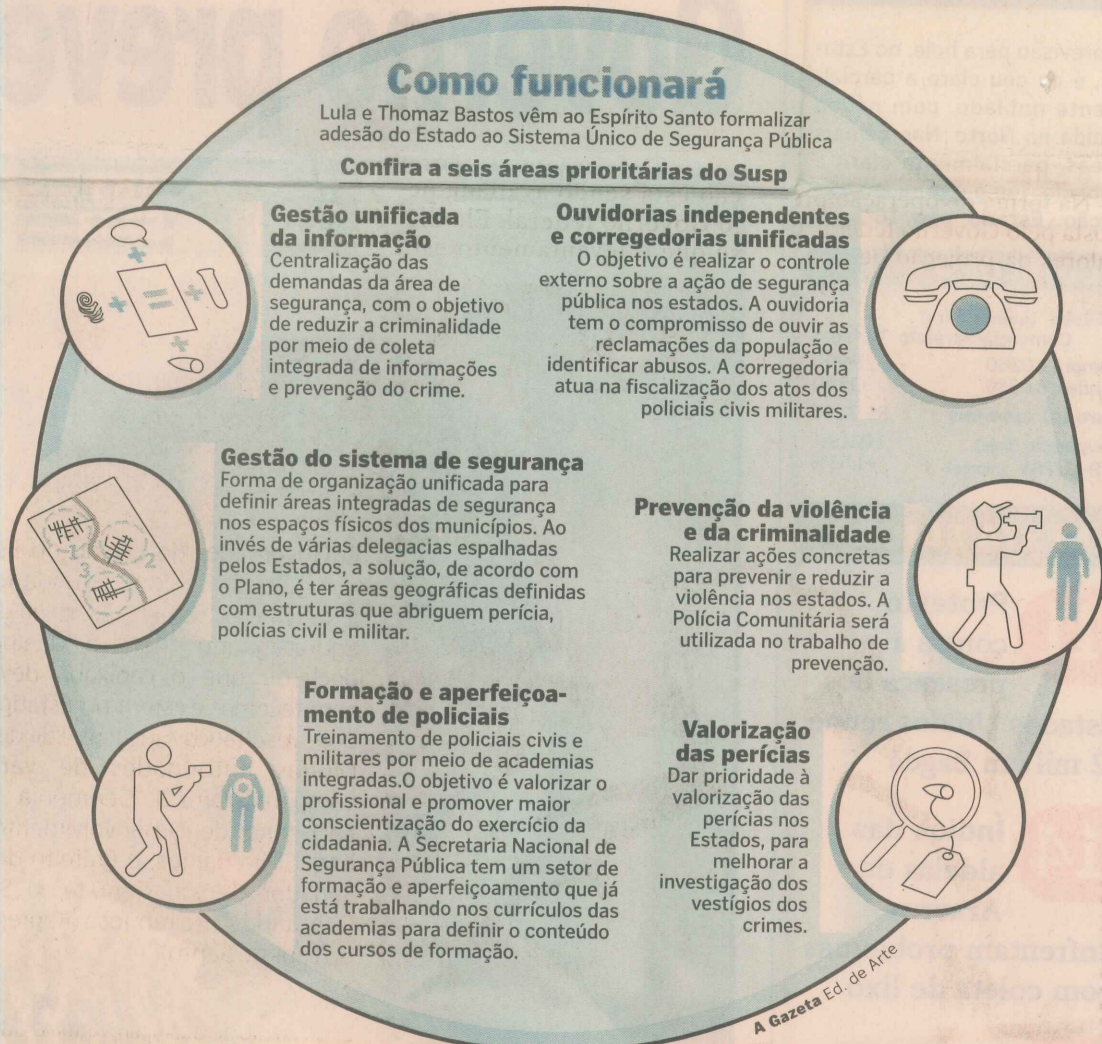 Como funcionará
Lula e Thomaz Bastos vêm ao Espírito Santo formalizar
adesão do Estado ao Sistema Único de Segurança Pública
Confira a seis áreas prioritárias do Susp
Gestão unificada
da informação
Centralização das
demandas da área de
segurança, com o objetivo
de reduzir a criminalidade
por meio de coleta
integrada de informações
e prevenção do crime.
Ouvidorias independentes
e corregedorias unificadas
O objetivo é realizar o controle
externo sobre a ação de segurança
pública nos estados. A ouvidoria
tem o compromisso de ouvir as
reclamações da população e
identificar abusos. A corregedoria
atua na fiscalização dos atos dos
policiais civis militares.
Gestão do sistema de segurança
Forma de organização unificada para
definir áreas integradas de segurança
nos espaços físicos dos municípios. Ao
invés de várias delegacias espalhadas
pelos Estados, a solução, de acordo com
o Plano, é ter áreas geográficas definidas
com estruturas que abriguem perícia,
polícias civil e militar.
1
2
3
Prevenção da violência
e da criminalidade
Realizar ações concretas
para prevenir e reduzir a
violência nos estados. A
Polícia Comunitária será
utilizada no trabalho de
prevenção.
Formação e aperfeiçoa-
mento de policiais
Treinamento de policiais civis e
militares por meio de academias
integradas.O objetivo é valorizar o
profissional e promover maior
conscientização do exercício da
cidadania. A Secretaria Nacional de
Segurança Pública tem um setor de
formação e aperfeiçoamento que já
está trabalhando nos currículos das
academias para definir o conteúdo
dos cursos de formação.
Valorização
das perícias
Dar prioridade à
valorização das
perícias nos
Estados, para
melhorar a
investigação dos
vestígios dos
crimes.
A Gazeta Ed. de Arte